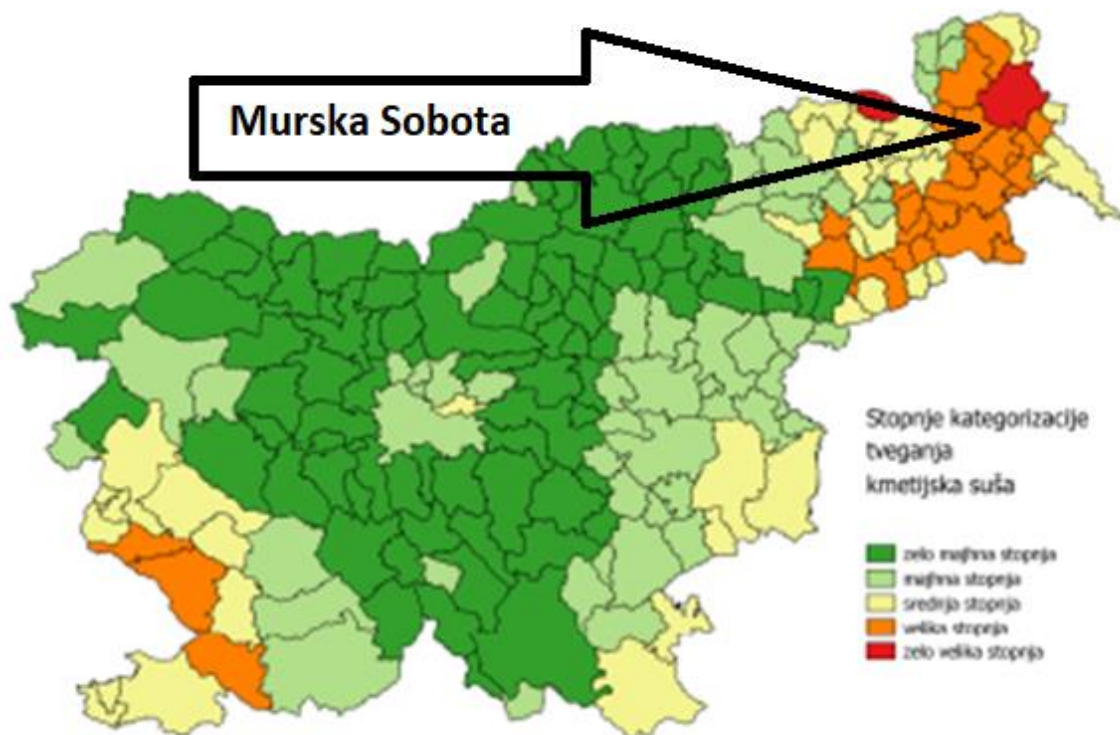 Murska Sobota
Stopnje kategorizacije
tveganja
kmetijska suša
zelo majhna stopnja
majhna stopnja
srednja stopnja
velika stopnja
zelo velika stopnja